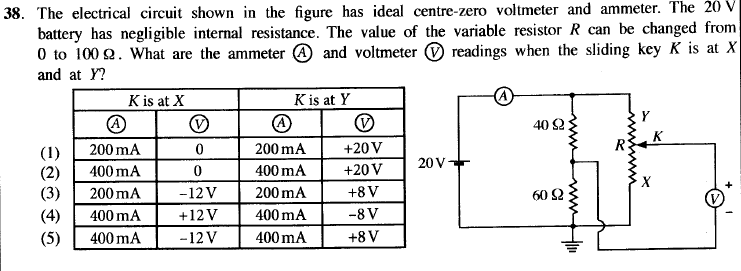 38. The electrical circuit shown in the figure has ideal centre-zero voltmeter and ammeter. The 20 V
battery has negligible internal resistance. The value of the variable resistor R can be changed from
0 to 100 Ω. What are the ammeter Ⓐ and voltmeter Ⓥ readings when the sliding key K is at X
and at Y?
K is at X K is at Y
Ⓐ Ⓥ Ⓐ Ⓥ
(1) 200 mA 0 200 mA +20 V
(2) 400 mA 0 400 mA +20 V
(3) 200 mA −12 V 200 mA +8 V
(4) 400 mA +12 V 400 mA −8 V
(5) 400 mA −12 V 400 mA +8 V
A
40 Ω
Y
R
K
20 V
60 Ω
X
V
+
−